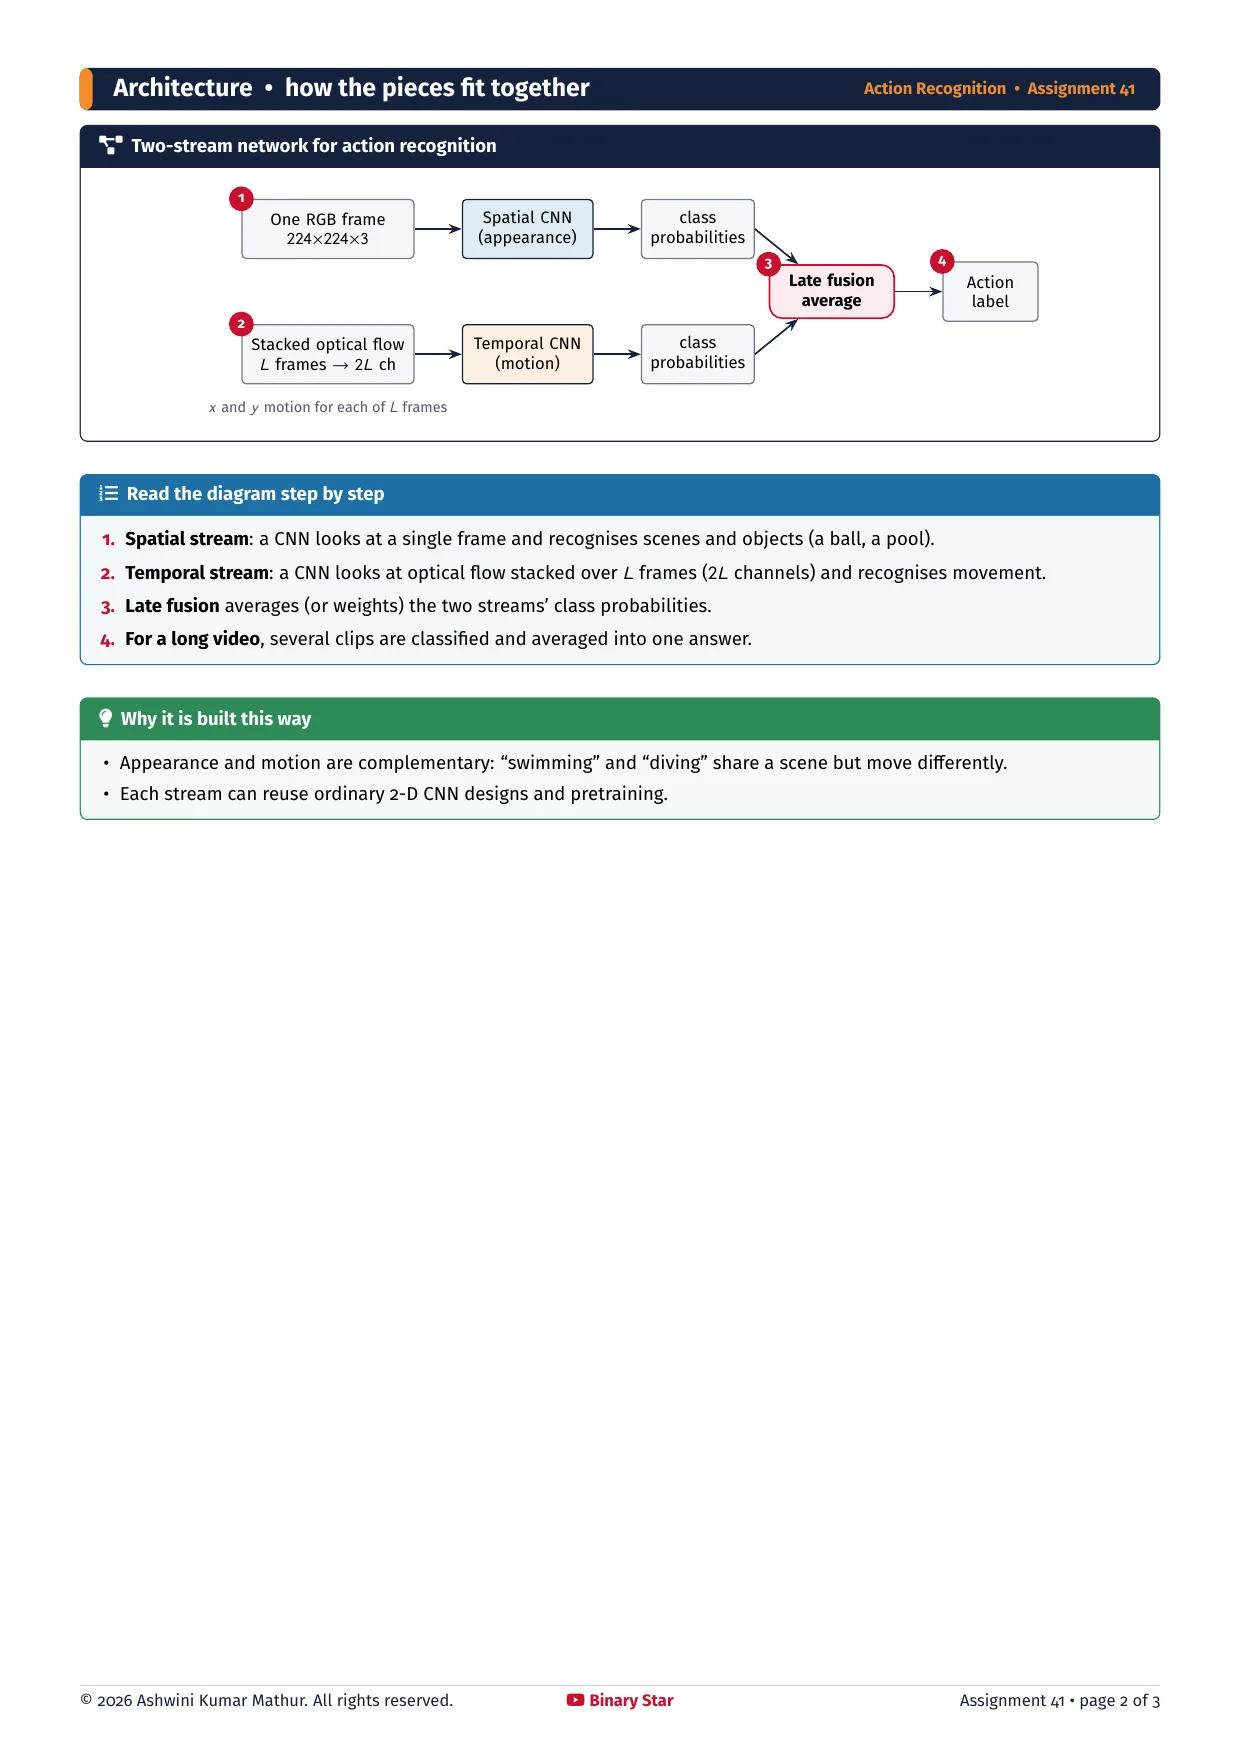 Architecture • how the pieces fit together
Action Recognition • Assignment 41
Two-stream network for action recognition
1
One RGB frame
224×224×3
Spatial CNN
(appearance)
class
probabilities
3
Late fusion
average
4
Action
label
2
Stacked optical flow
L frames → 2L ch
Temporal CNN
(motion)
class
probabilities
x and y motion for each of L frames
Read the diagram step by step
1. Spatial stream: a CNN looks at a single frame and recognises scenes and objects (a ball, a pool).
2. Temporal stream: a CNN looks at optical flow stacked over L frames (2L channels) and recognises movement.
3. Late fusion averages (or weights) the two streams’ class probabilities.
4. For a long video, several clips are classified and averaged into one answer.
Why it is built this way
• Appearance and motion are complementary: “swimming” and “diving” share a scene but move differently.
• Each stream can reuse ordinary 2-D CNN designs and pretraining.
© 2026 Ashwini Kumar Mathur. All rights reserved.
Binary Star
Assignment 41 • page 2 of 3